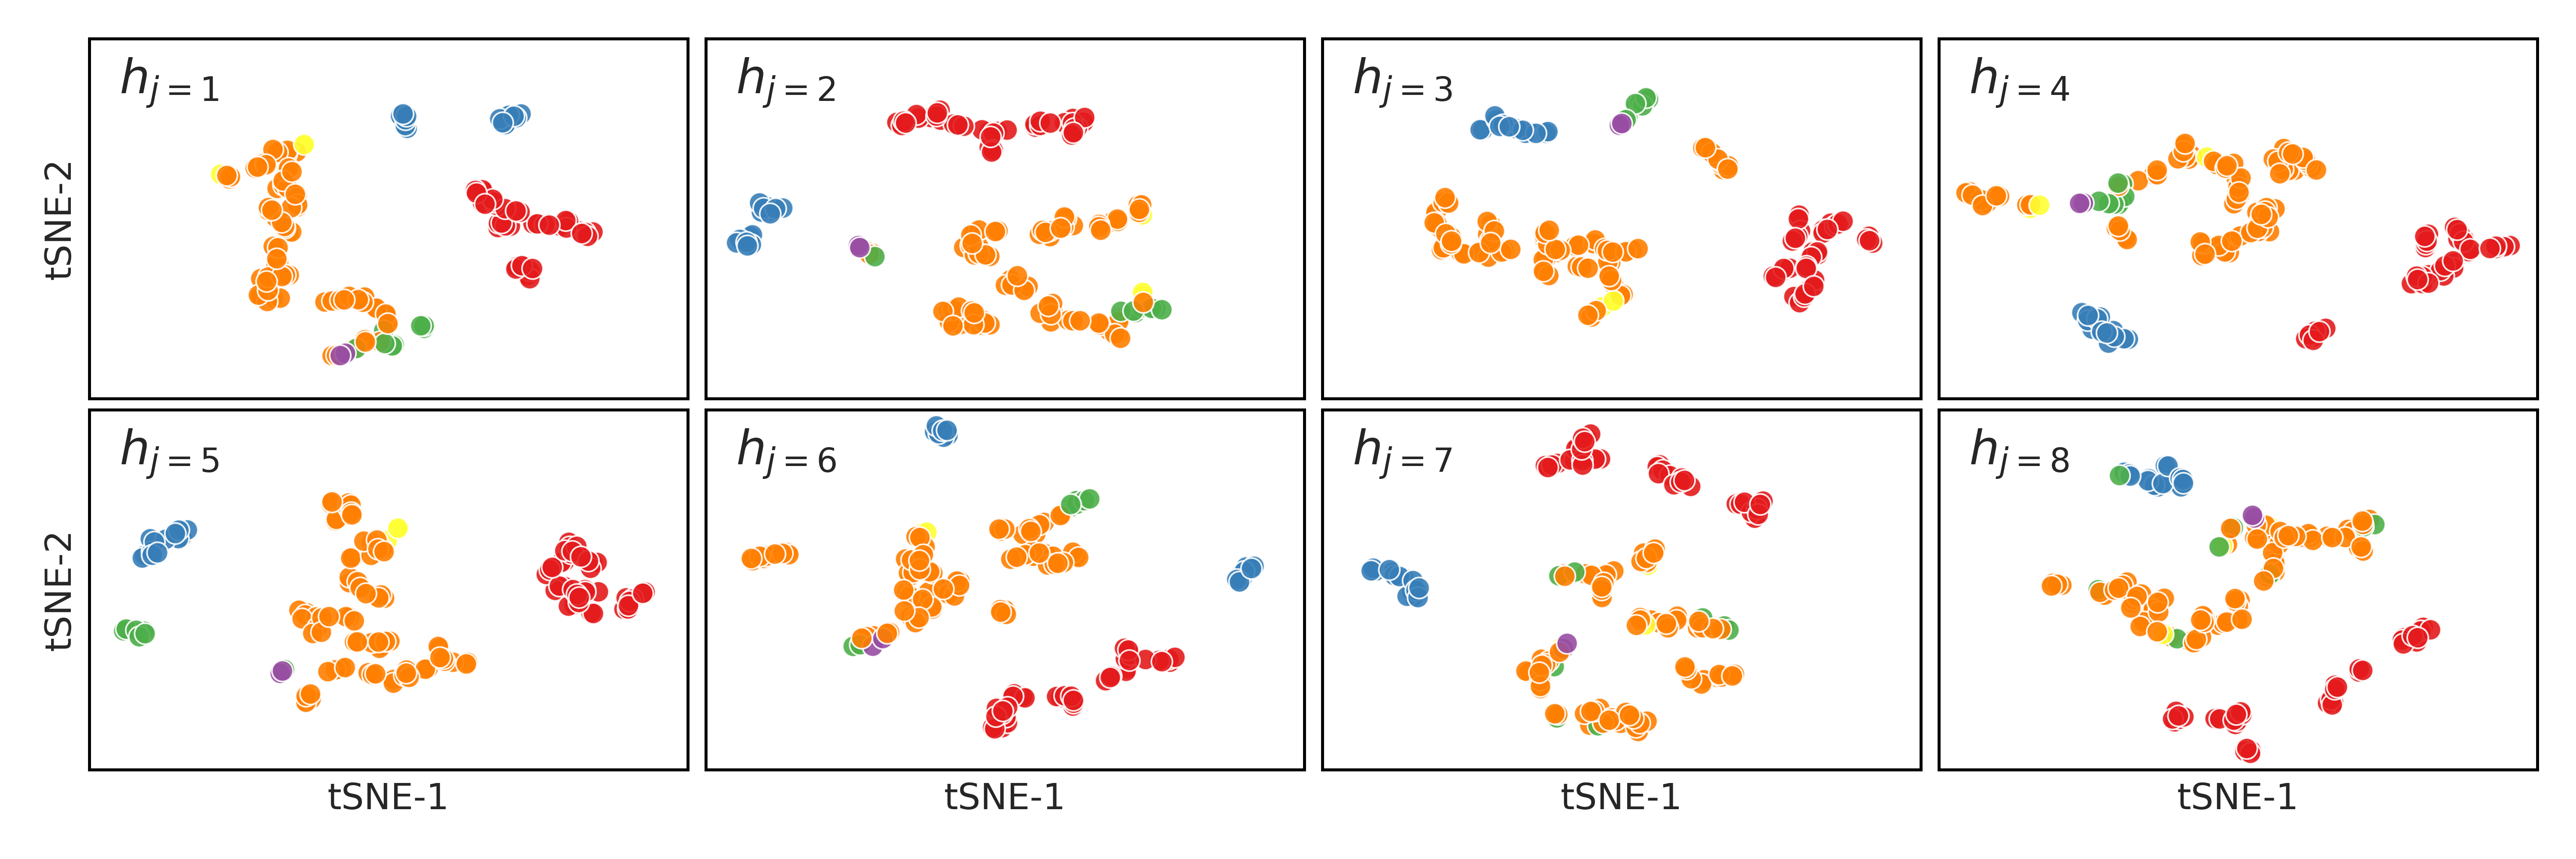 h_{j=1} h_{j=2} h_{j=3} h_{j=4}
tSNE-2
h_{j=5} h_{j=6} h_{j=7} h_{j=8}
tSNE-2
tSNE-1 tSNE-1 tSNE-1 tSNE-1